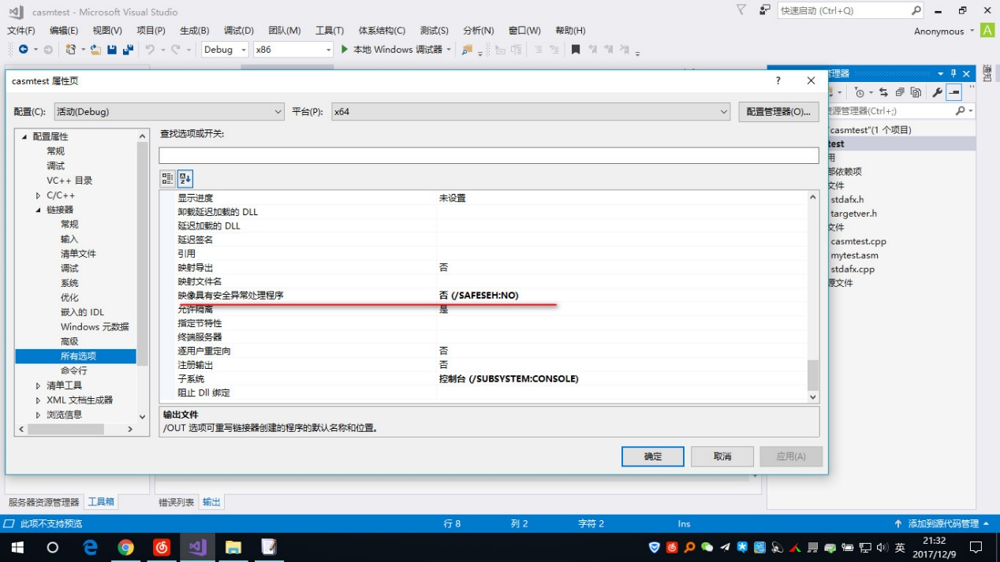 casmtest - Microsoft Visual Studio
快速启动 (Ctrl+Q)
文件(F) 编辑(E) 视图(V) 项目(P) 生成(B) 调试(D) 团队(M) 工具(T) 体系结构(C) 测试(S) 分析(N) 窗口(W) 帮助(H)
Anonymous A
Debug x86 本地 Windows 调试器
casmtest 属性页
管理器
通知
配置(C): 活动(Debug) 平台(P): x64 配置管理器(O)...
资源管理器(Ctrl+;)
配置属性
常规
调试
VC++ 目录
C/C++
链接器
常规
输入
清单文件
调试
系统
优化
嵌入的 IDL
Windows 元数据
高级
所有选项
命令行
清单工具
XML 文档生成器
浏览信息
查找选项或开关:
显示进度 未设置
卸载延迟加载的 DLL
延迟加载的 DLL
延迟签名
引用
映射导出 否
映射文件名
映像具有安全异常处理程序 否 (/SAFESEH:NO)
允许隔离 是
指定节特性
终端服务器
逐用户重定向 否
注册输出 否
子系统 控制台 (/SUBSYSTEM:CONSOLE)
阻止 Dll 绑定
输出文件
/OUT 选项可重写链接器创建的程序的默认名称和位置。
确定 取消 应用(A)
"casmtest"(1 个项目)
test
用
部依赖项
文件
stdafx.h
targetver.h
文件
casmtest.cpp
mytest.asm
stdafx.cpp
源文件
服务器资源管理器 工具箱 错误列表 输出
此项不支持预览 行 8 列 2 字符 2 Ins 添加到源代码管理
英
21:32
2017/12/9